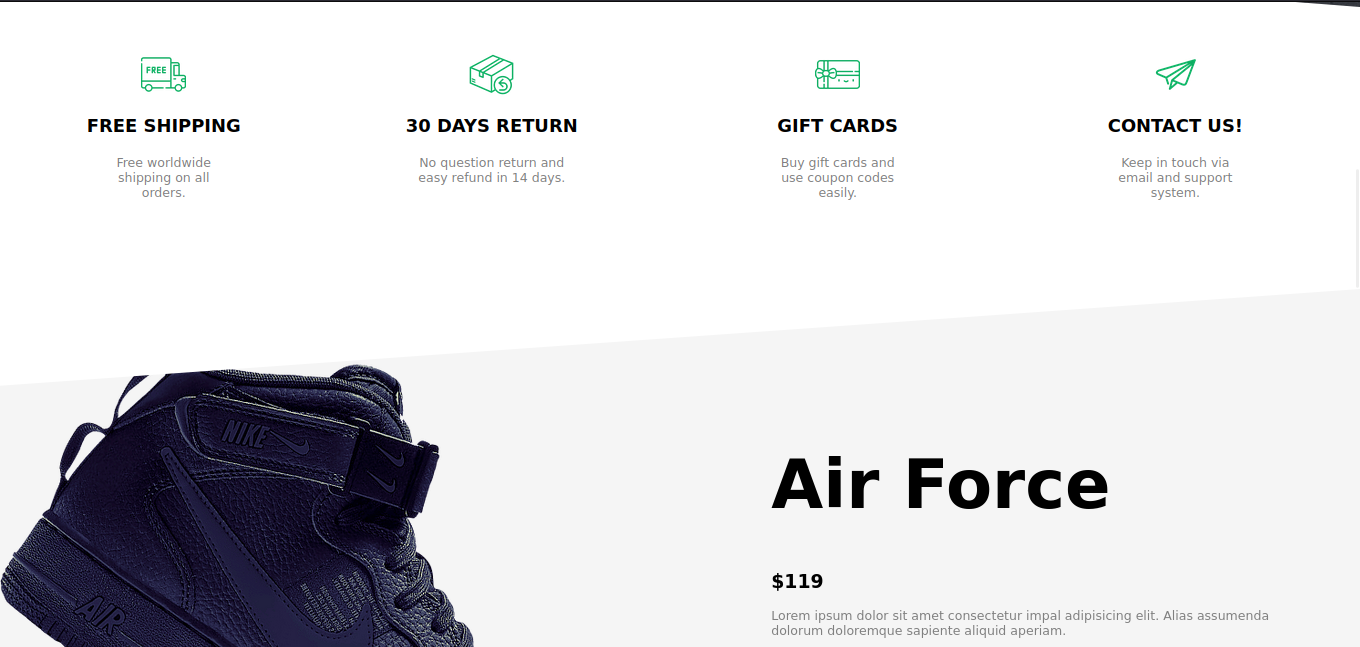 FREE
FREE SHIPPING
Free worldwide
shipping on all
orders.
30 DAYS RETURN
No question return and
easy refund in 14 days.
GIFT CARDS
Buy gift cards and
use coupon codes
easily.
CONTACT US!
Keep in touch via
email and support
system.
NIKE
AIR
Air Force
$119
Lorem ipsum dolor sit amet consectetur impal adipisicing elit. Alias assumenda
dolorum doloremque sapiente aliquid aperiam.